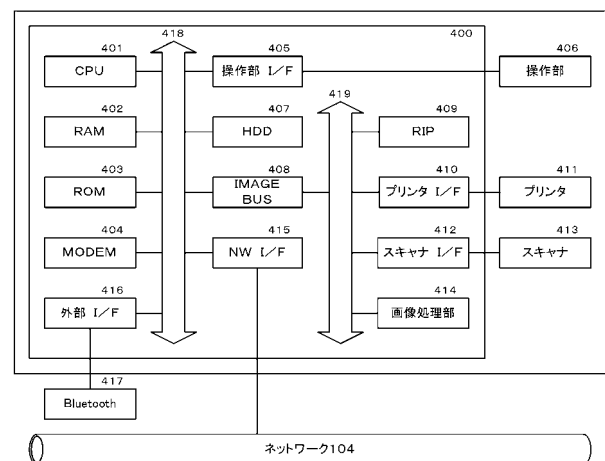 418
400
401
CPU
405
操作部 I/F
406
操作部
402
RAM
407
HDD
419
409
RIP
403
ROM
408
IMAGE
BUS
410
プリンタ I/F
411
プリンタ
404
MODEM
415
NW I/F
412
スキャナ I/F
413
スキャナ
416
外部 I/F
414
画像処理部
417
Bluetooth
ネットワーク104